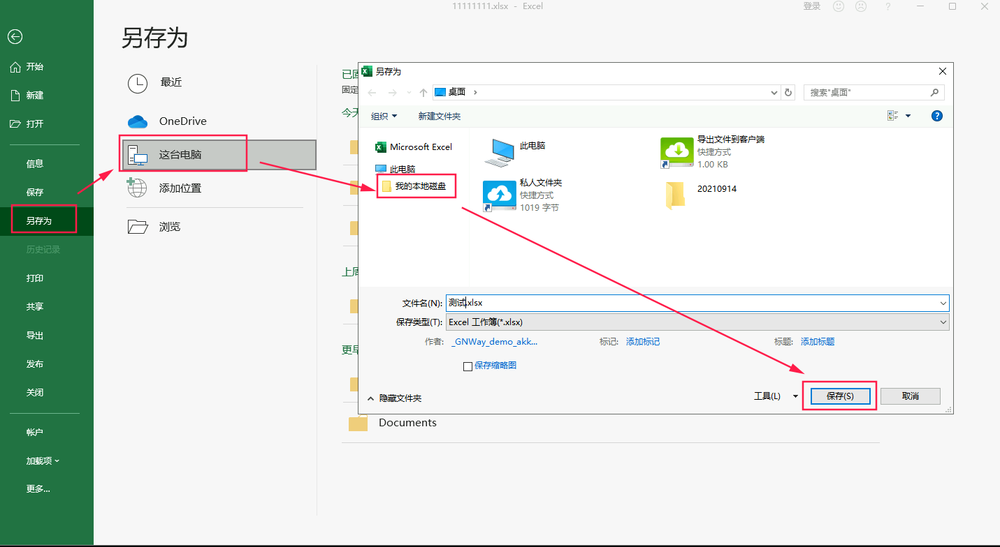 11111111.xlsx - Excel
登录
?
另存为
开始
新建
打开
信息
保存
另存为
历史记录
打印
共享
导出
发布
关闭
帐户
加载项
更多...
最近
OneDrive
这台电脑
添加位置
浏览
已固
固定
今天
上周
更早
Documents
另存为
桌面
搜索"桌面"
组织
新建文件夹
?
Microsoft Excel
此电脑
我的本地磁盘
此电脑
私人文件夹
快捷方式
1019 字节
导出文件到客户端
快捷方式
1.00 KB
20210914
文件名(N):
测试.xlsx
保存类型(T):
Excel 工作簿(*.xlsx)
作者:
_GNWay_demo_akk...
标记:
添加标记
标题:
添加标题
保存缩略图
隐藏文件夹
工具(L)
保存(S)
取消